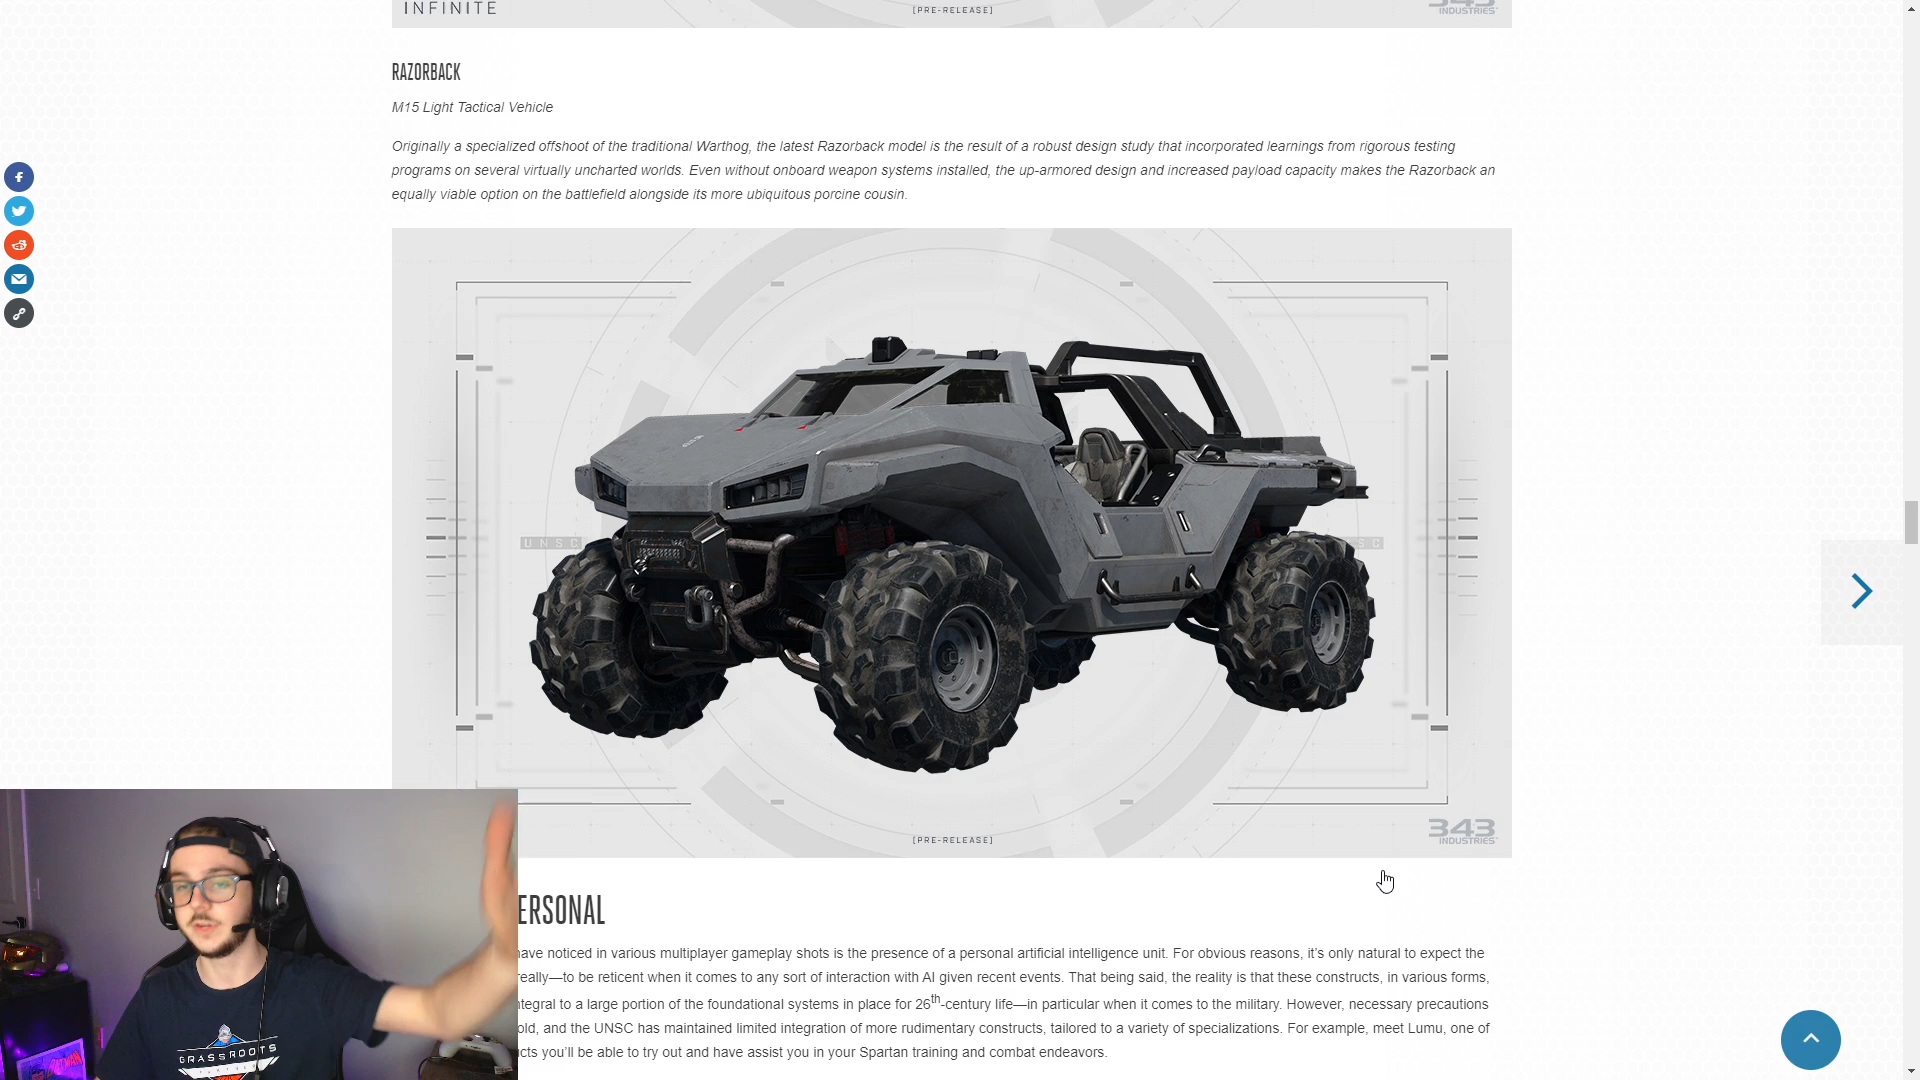 INFINITE
[PRE-RELEASE]
343
INDUSTRIES
RAZORBACK
M15 Light Tactical Vehicle
Originally a specialized offshoot of the traditional Warthog, the latest Razorback model is the result of a robust design study that incorporated learnings from rigorous testing
programs on several virtually uncharted worlds. Even without onboard weapon systems installed, the up-armored design and increased payload capacity makes the Razorback an
equally viable option on the battlefield alongside its more ubiquitous porcine cousin.
UNSC
SC
[PRE-RELEASE]
343
INDUSTRIES
ERSONAL
have noticed in various multiplayer gameplay shots is the presence of a personal artificial intelligence unit. For obvious reasons, it's only natural to expect the
really—to be reticent when it comes to any sort of interaction with AI given recent events. That being said, the reality is that these constructs, in various forms,
ntegral to a large portion of the foundational systems in place for 26th-century life—in particular when it comes to the military. However, necessary precautions
old, and the UNSC has maintained limited integration of more rudimentary constructs, tailored to a variety of specializations. For example, meet Lumu, one of
cts you'll be able to try out and have assist you in your Spartan training and combat endeavors.
GRASSROOTS